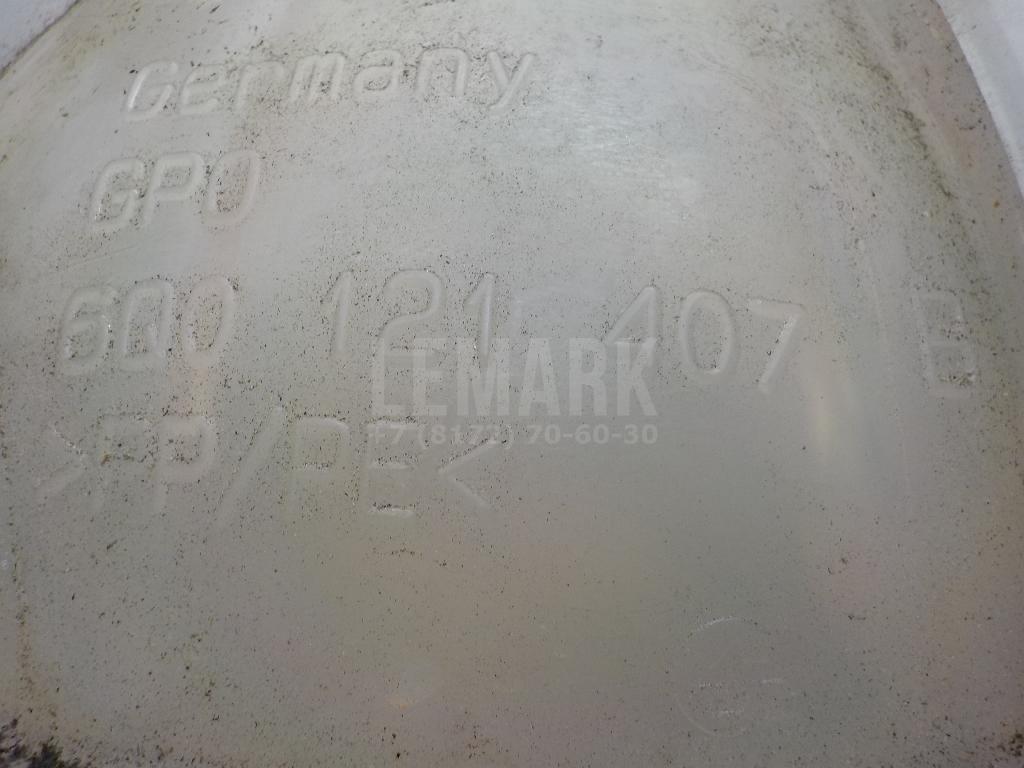 Germany
GPO
6Q0 121 407 B
>PP/PE<
LEMARK
+7 (8172) 70-60-30